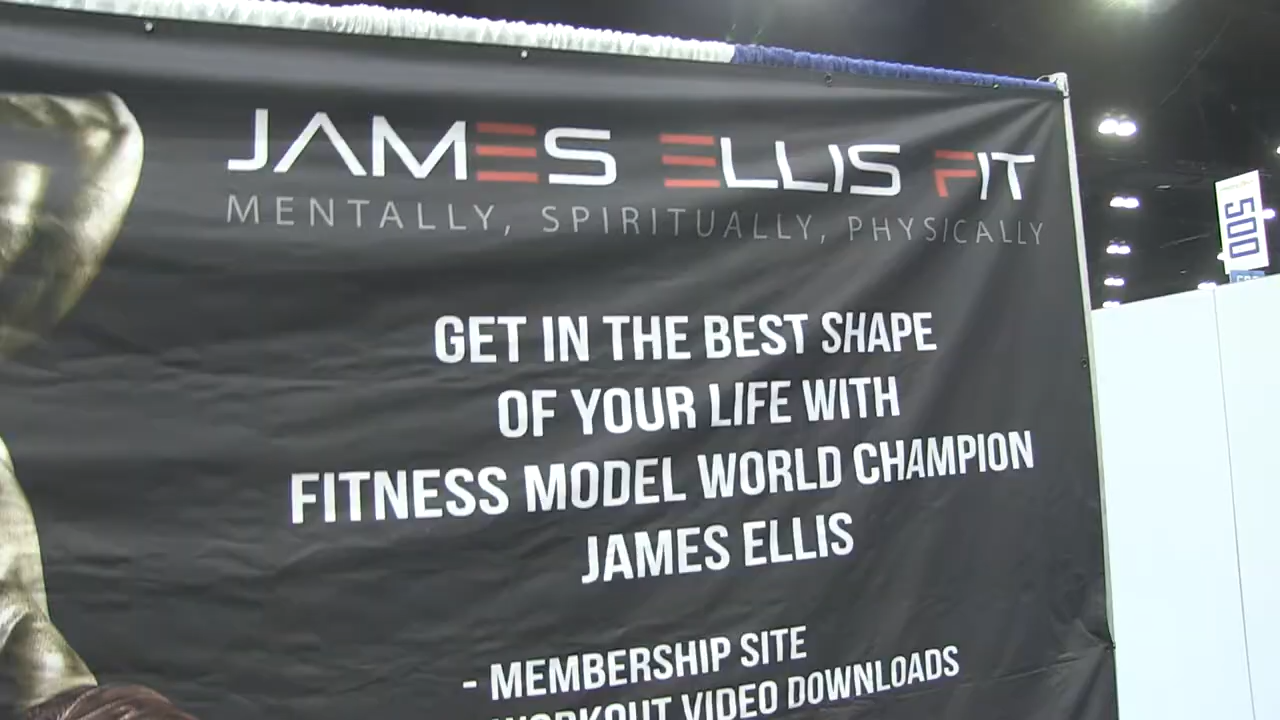 JAMES ELLIS FIT
MENTALLY, SPIRITUALLY, PHYSICALLY
GET IN THE BEST SHAPE
OF YOUR LIFE WITH
FITNESS MODEL WORLD CHAMPION
JAMES ELLIS
- MEMBERSHIP SITE
WORKOUT VIDEO DOWNLOADS
500